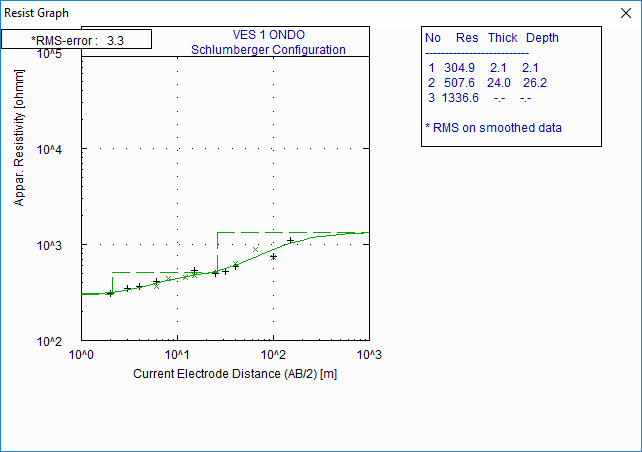 Resist Graph
*RMS-error : 3.3
VES 1 ONDO
Schlumberger Configuration
10^5
10^4
10^3
10^2
Appar. Resistivity [ohmm]
10^0 10^1 10^2 10^3
Current Electrode Distance (AB/2) [m]
No Res Thick Depth
---------------------------
1 304.9 2.1 2.1
2 507.6 24.0 26.2
3 1336.6 -.- -.-
* RMS on smoothed data